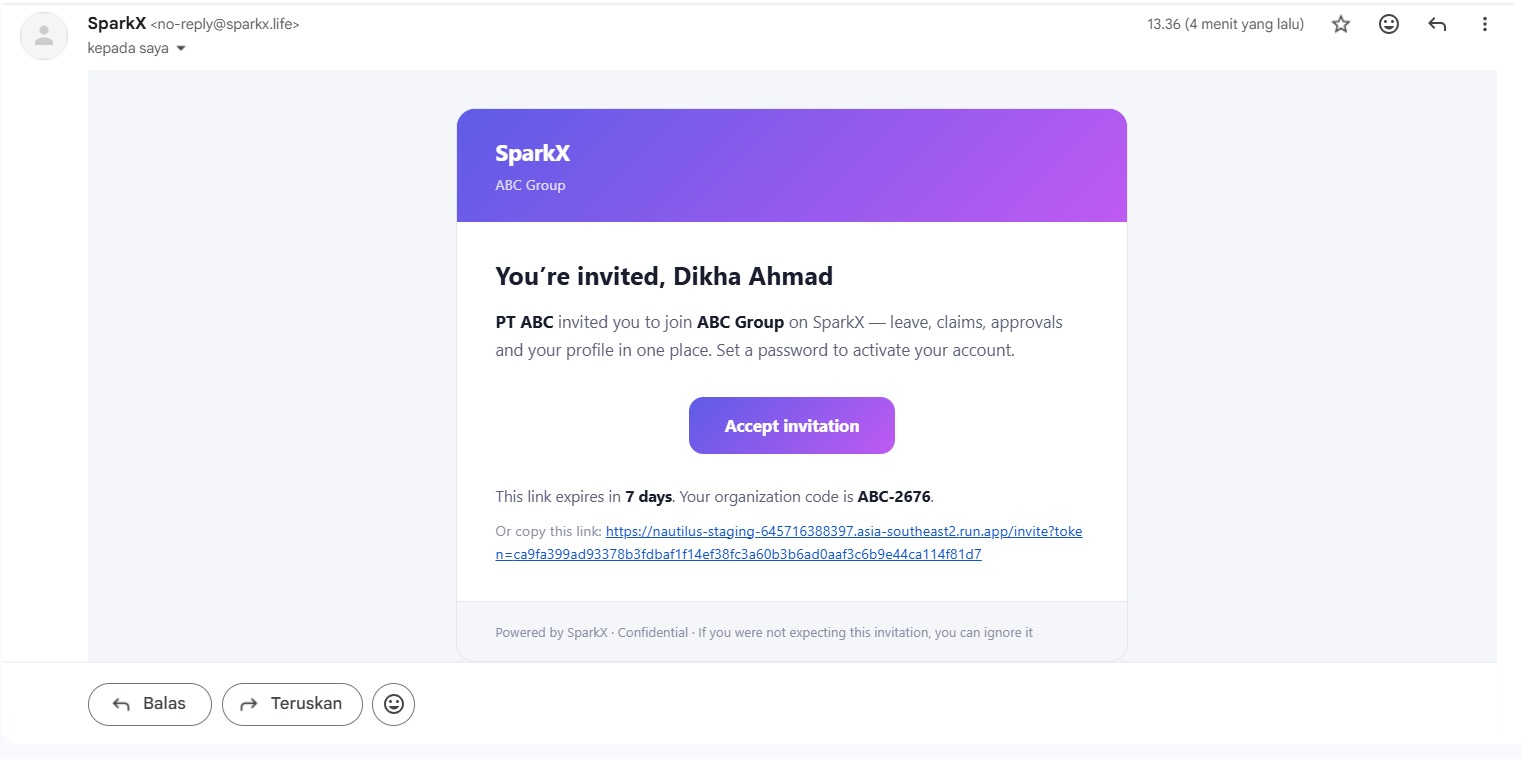 SparkX <no-reply@sparkx.life>
13.36 (4 menit yang lalu)
kepada saya
SparkX
ABC Group
You’re invited, Dikha Ahmad
PT ABC invited you to join ABC Group on SparkX — leave, claims, approvals
and your profile in one place. Set a password to activate your account.
Accept invitation
This link expires in 7 days. Your organization code is ABC-2676.
Or copy this link: https://nautilus-staging-645716388397.asia-southeast2.run.app/invite?toke
n=ca9fa399ad93378b3fdbaf1f14ef38fc3a60b3b6ad0aaf3c6b9e44ca114f81d7
Powered by SparkX · Confidential · If you were not expecting this invitation, you can ignore it
Balas
Teruskan